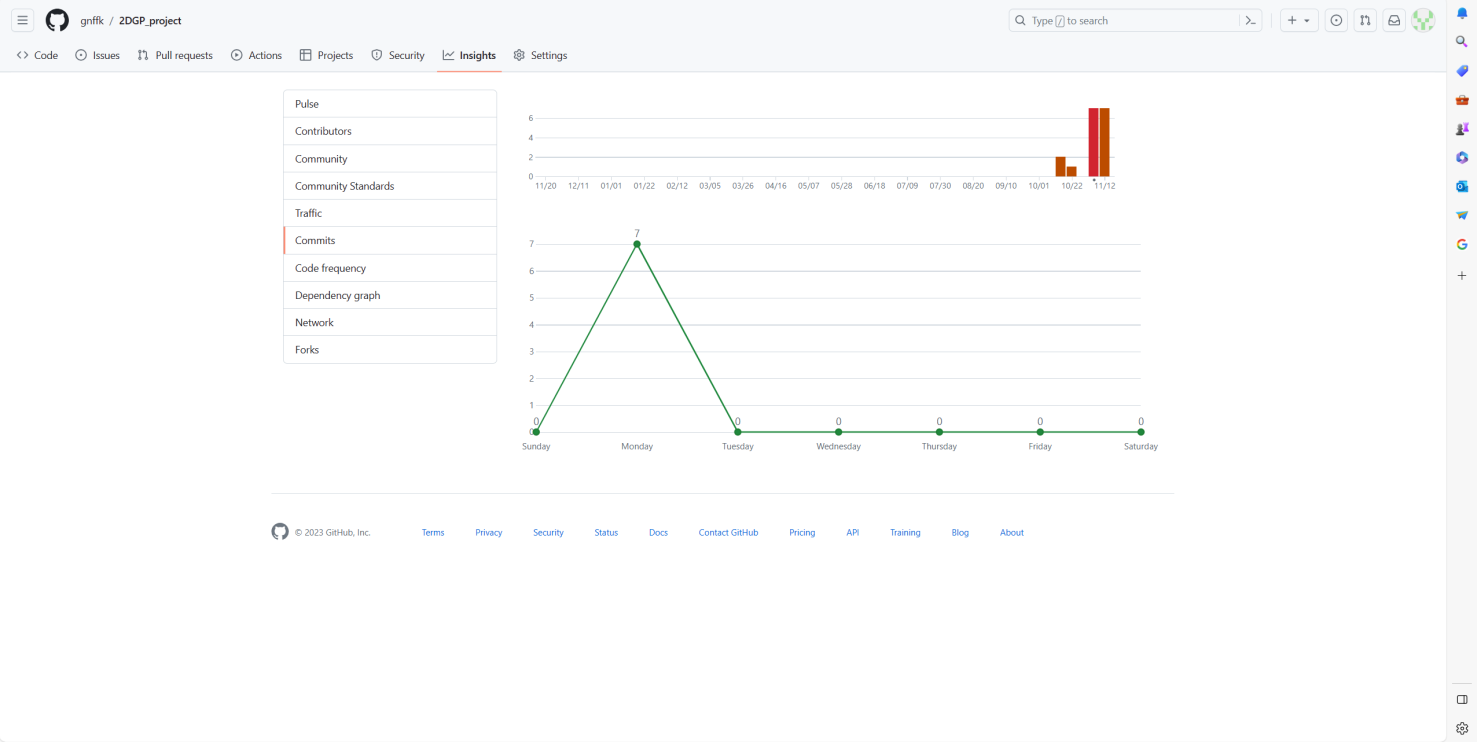 gnffk / 2DGP_project
Type / to search
Code Issues Pull requests Actions Projects Security Insights Settings
Pulse
Contributors
Community
Community Standards
Traffic
Commits
Code frequency
Dependency graph
Network
Forks
6
4
2
0
11/20 12/11 01/01 01/22 02/12 03/05 03/26 04/16 05/07 05/28 06/18 07/09 07/30 08/20 09/10 10/01 10/22 11/12
7
7
6
5
4
3
2
1
0 0 0 0 0 0
0
Sunday Monday Tuesday Wednesday Thursday Friday Saturday
© 2023 GitHub, Inc. Terms Privacy Security Status Docs Contact GitHub Pricing API Training Blog About